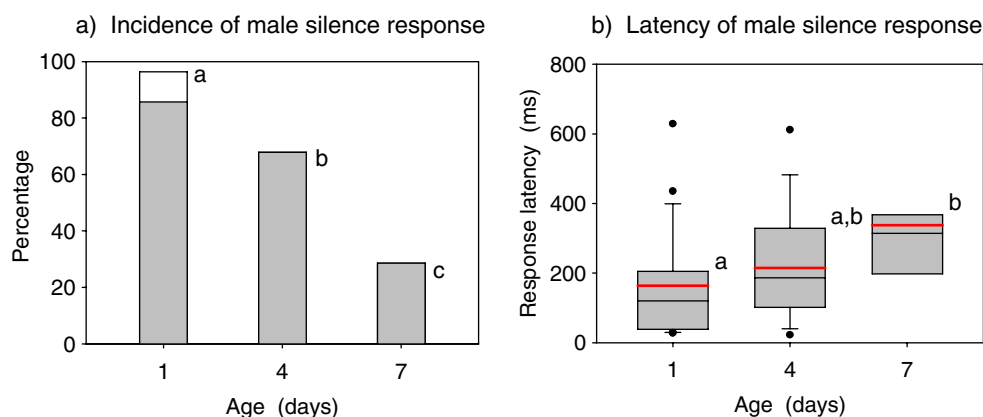 a) Incidence of male silence response
100
80
60
40
20
0
Percentage
a
b
c
1 4 7
Age (days)
b) Latency of male silence response
800
600
400
200
0
Response latency (ms)
a
a,b
b
1 4 7
Age (days)